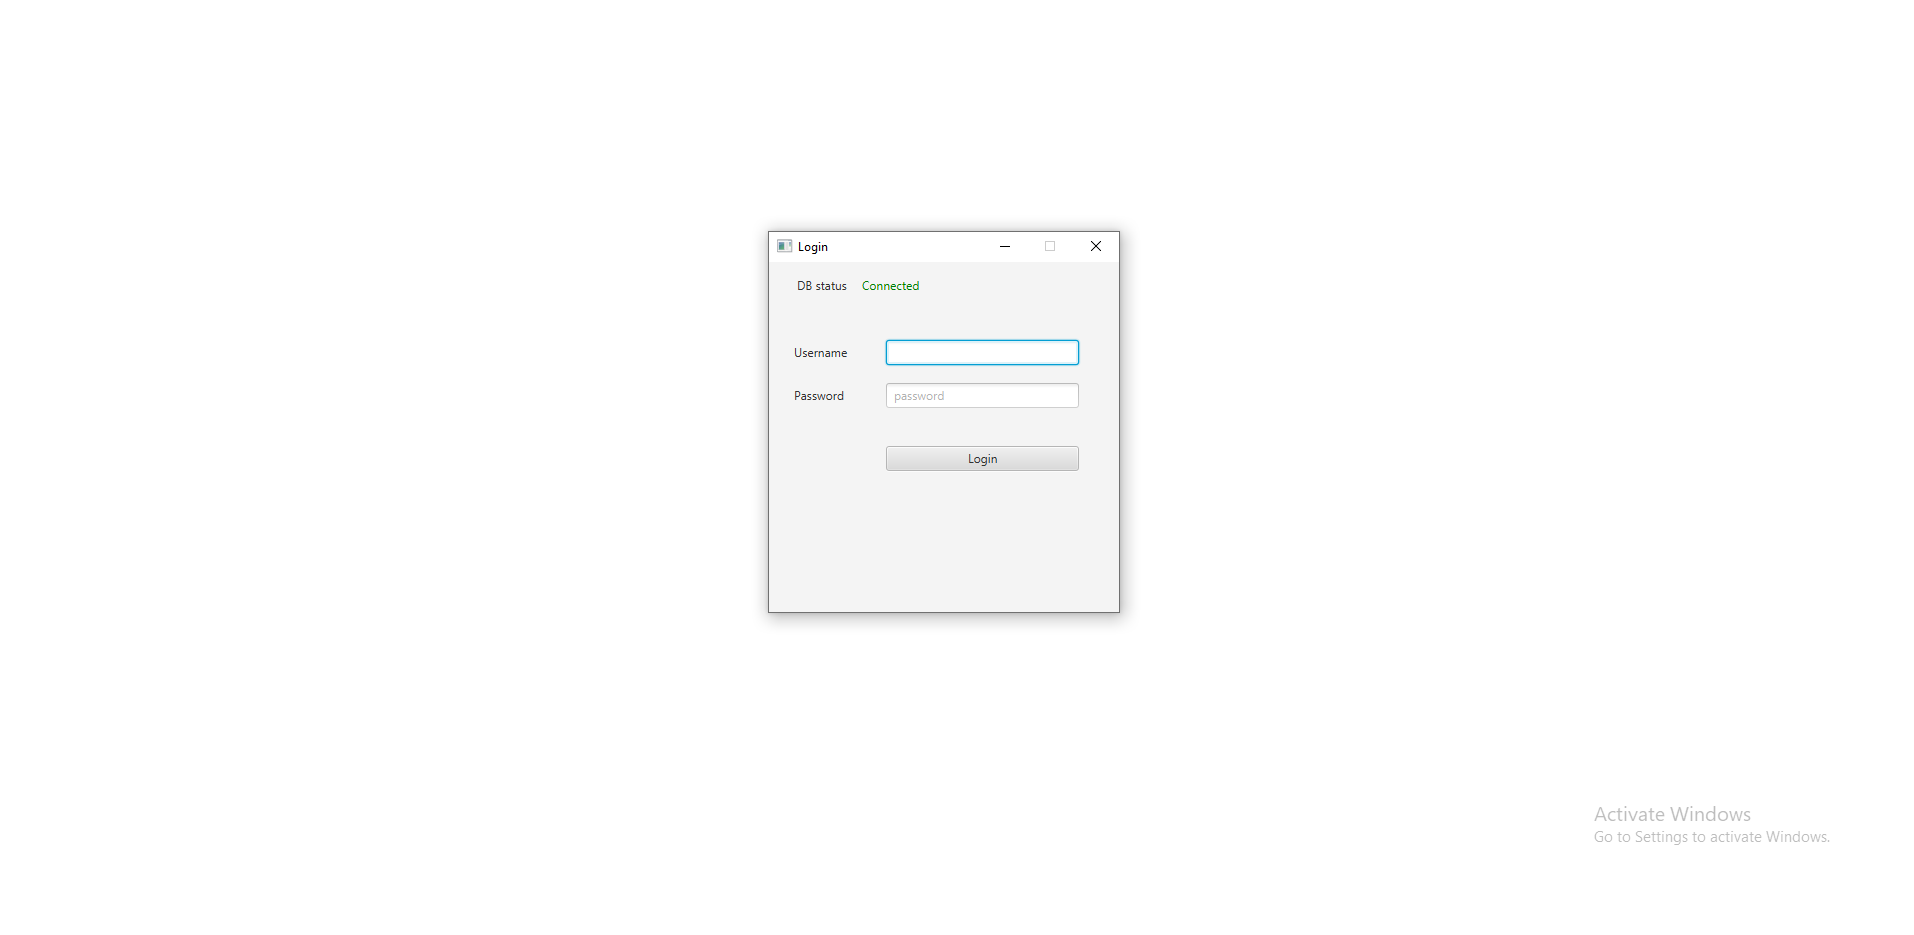 Login
DB status Connected
Username
Password password
Login
Activate Windows
Go to Settings to activate Windows.